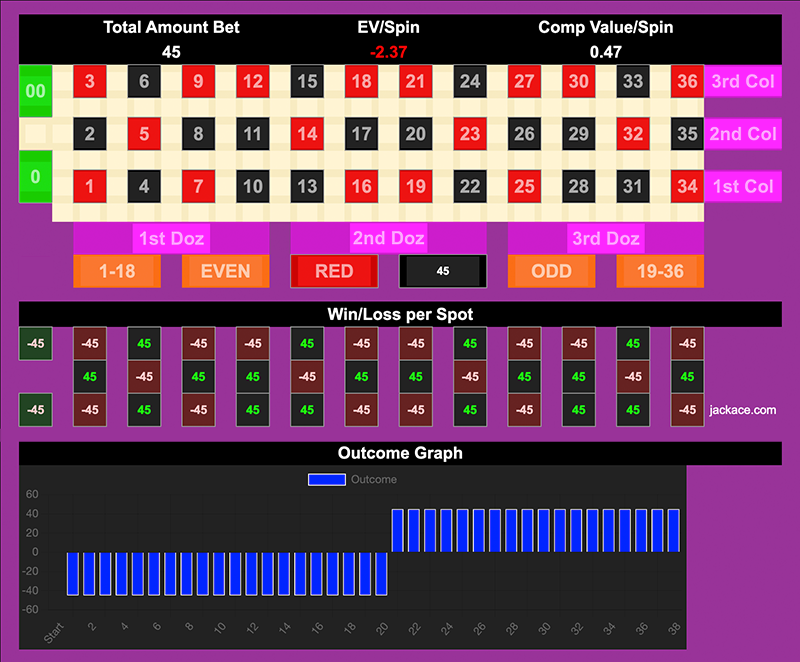 Total Amount Bet EV/Spin Comp Value/Spin
45 -2.37 0.47
00 3 6 9 12 15 18 21 24 27 30 33 36 3rd Col
2 5 8 11 14 17 20 23 26 29 32 35 2nd Col
0 1 4 7 10 13 16 19 22 25 28 31 34 1st Col
1st Doz 2nd Doz 3rd Doz
1-18 EVEN RED 45 ODD 19-36
Win/Loss per Spot
-45 -45 45 -45 -45 45 -45 -45 45 -45 -45 45 -45
45 -45 45 45 -45 45 45 -45 45 45 -45 45
-45 -45 45 -45 45 45 -45 -45 45 -45 45 45 -45 jackace.com
Outcome Graph
Outcome
60
40
20
0
-20
-40
-60
Start 2 4 6 8 10 12 14 16 18 20 22 24 26 28 30 32 34 36 38